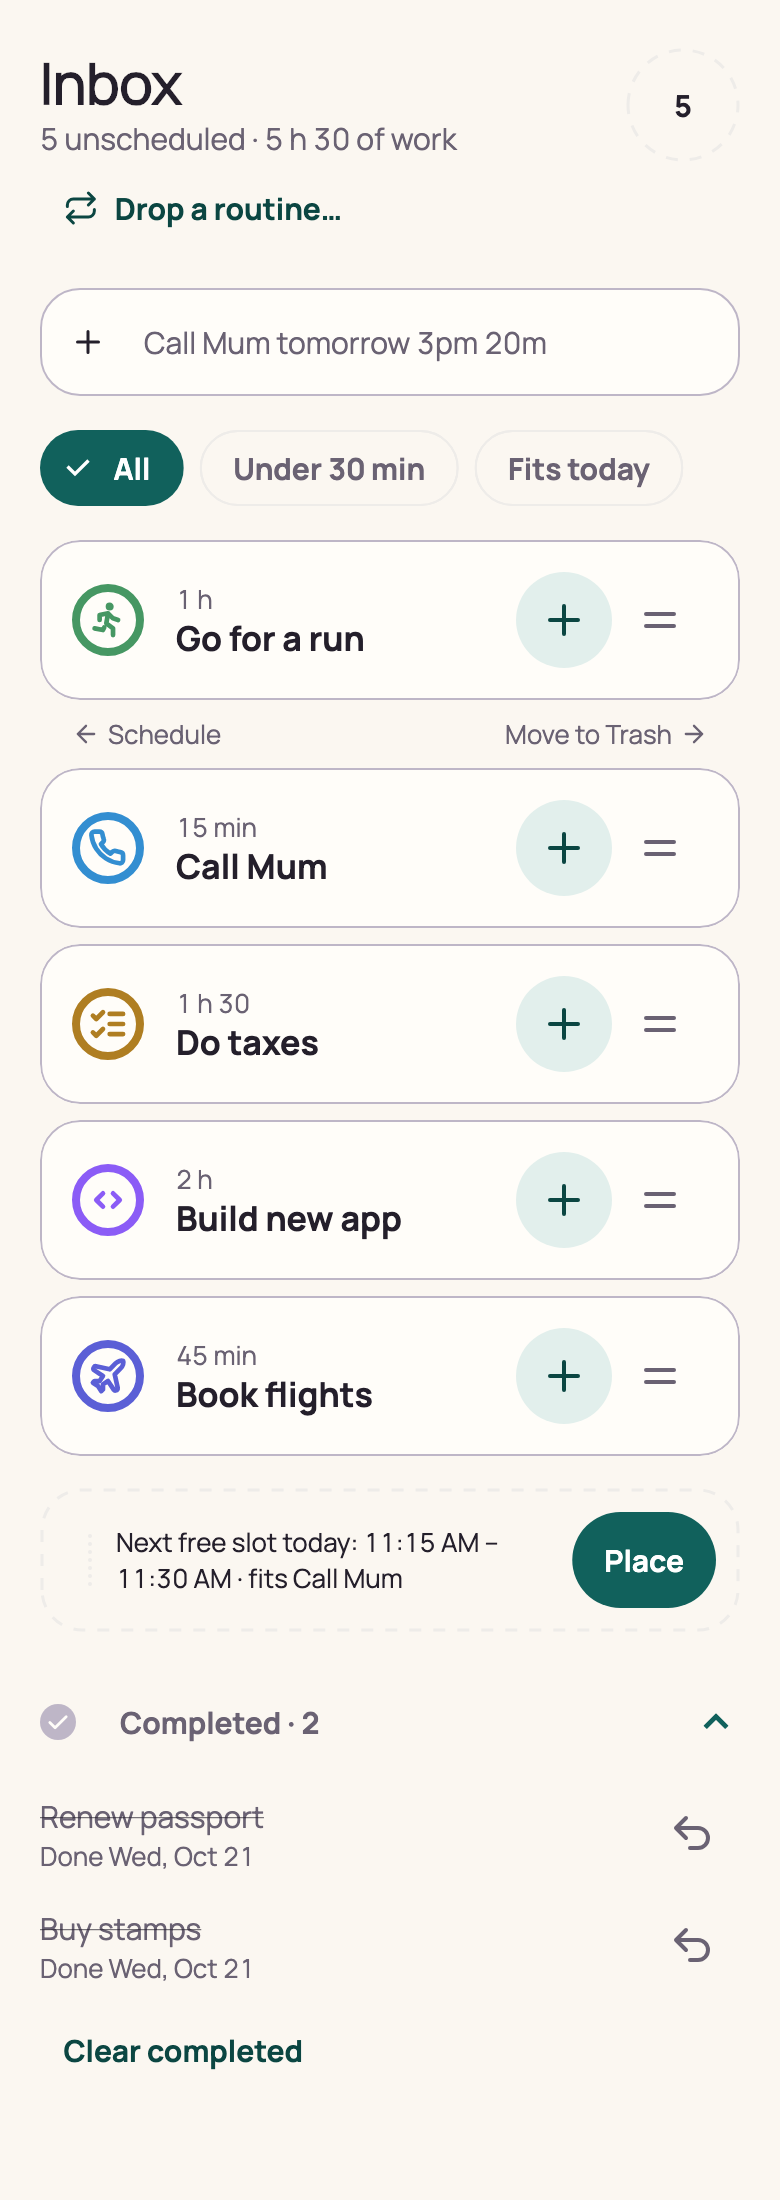 Inbox
5 unscheduled · 5 h 30 of work
5
Drop a routine...
Call Mum tomorrow 3pm 20m
All
Under 30 min
Fits today
1 h
Go for a run
← Schedule
Move to Trash →
15 min
Call Mum
1 h 30
Do taxes
2 h
Build new app
45 min
Book flights
Next free slot today: 11:15 AM –
11:30 AM · fits Call Mum
Place
Completed · 2
Renew passport
Done Wed, Oct 21
Buy stamps
Done Wed, Oct 21
Clear completed